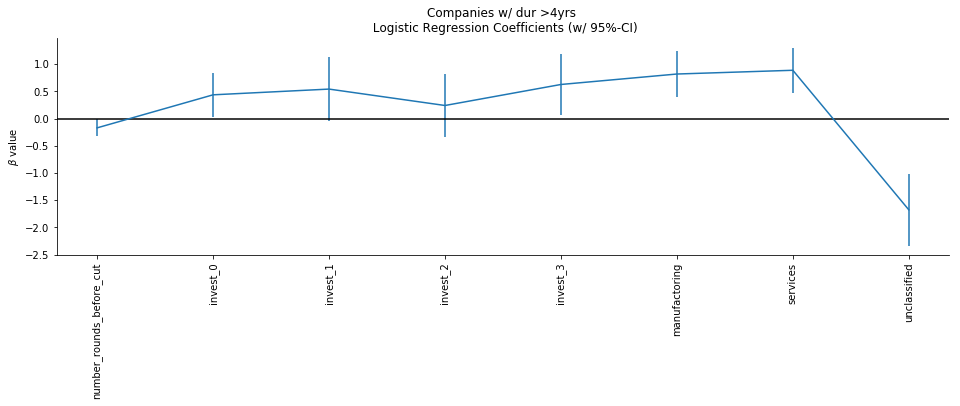 Companies w/ dur >4yrs
Logistic Regression Coefficients (w/ 95%-CI)
β value
1.0
0.5
0.0
−0.5
−1.0
−1.5
−2.0
−2.5
number_rounds_before_cut
invest_0
invest_1
invest_2
invest_3
manufactoring
services
unclassified